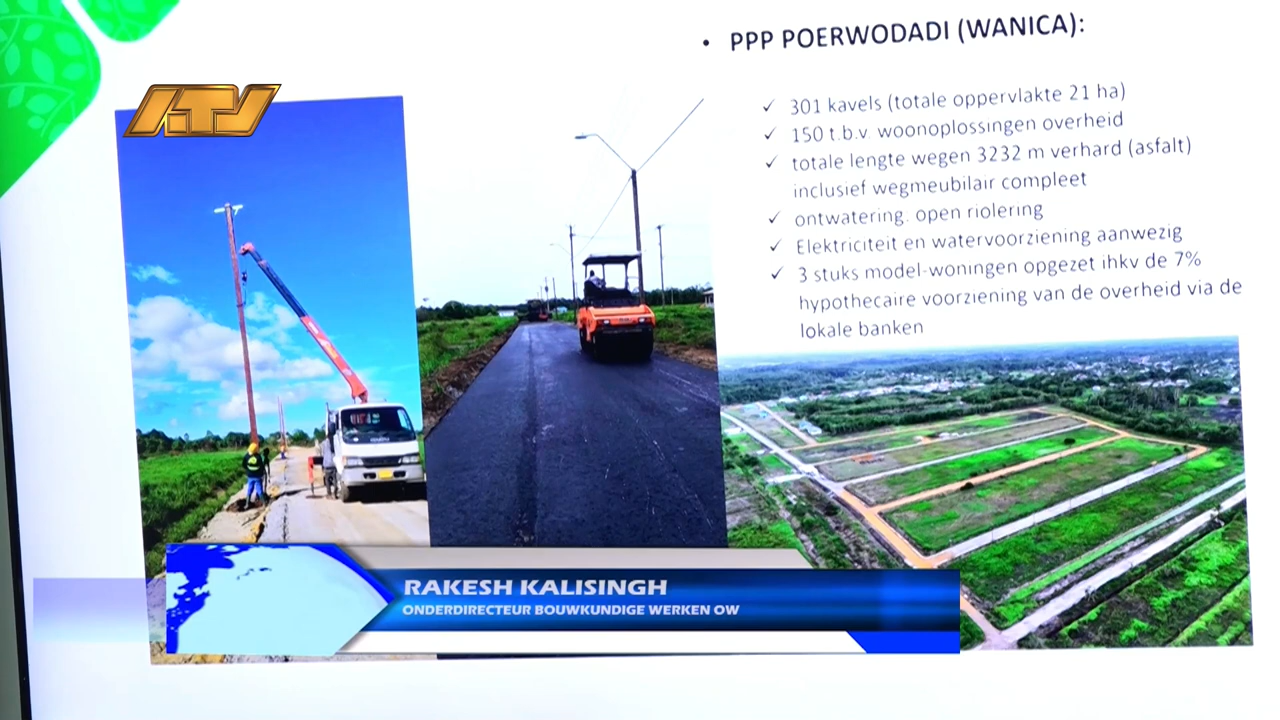 • PPP POERWODADI (WANICA):
ATV
✓ 301 kavels (totale oppervlakte 21 ha)
✓ 150 t.b.v. woonoplossingen overheid
✓ totale lengte wegen 3232 m verhard (asfalt)
inclusief wegmeubilair compleet
✓ ontwatering: open riolering
✓ Elektriciteit en watervoorziening aanwezig
✓ 3 stuks model-woningen opgezet ihkv de 7%
hypothecaire voorziening van de overheid via de
lokale banken
RAKESH KALISINGH
ONDERDIRECTEUR BOUWKUNDIGE WERKEN OW